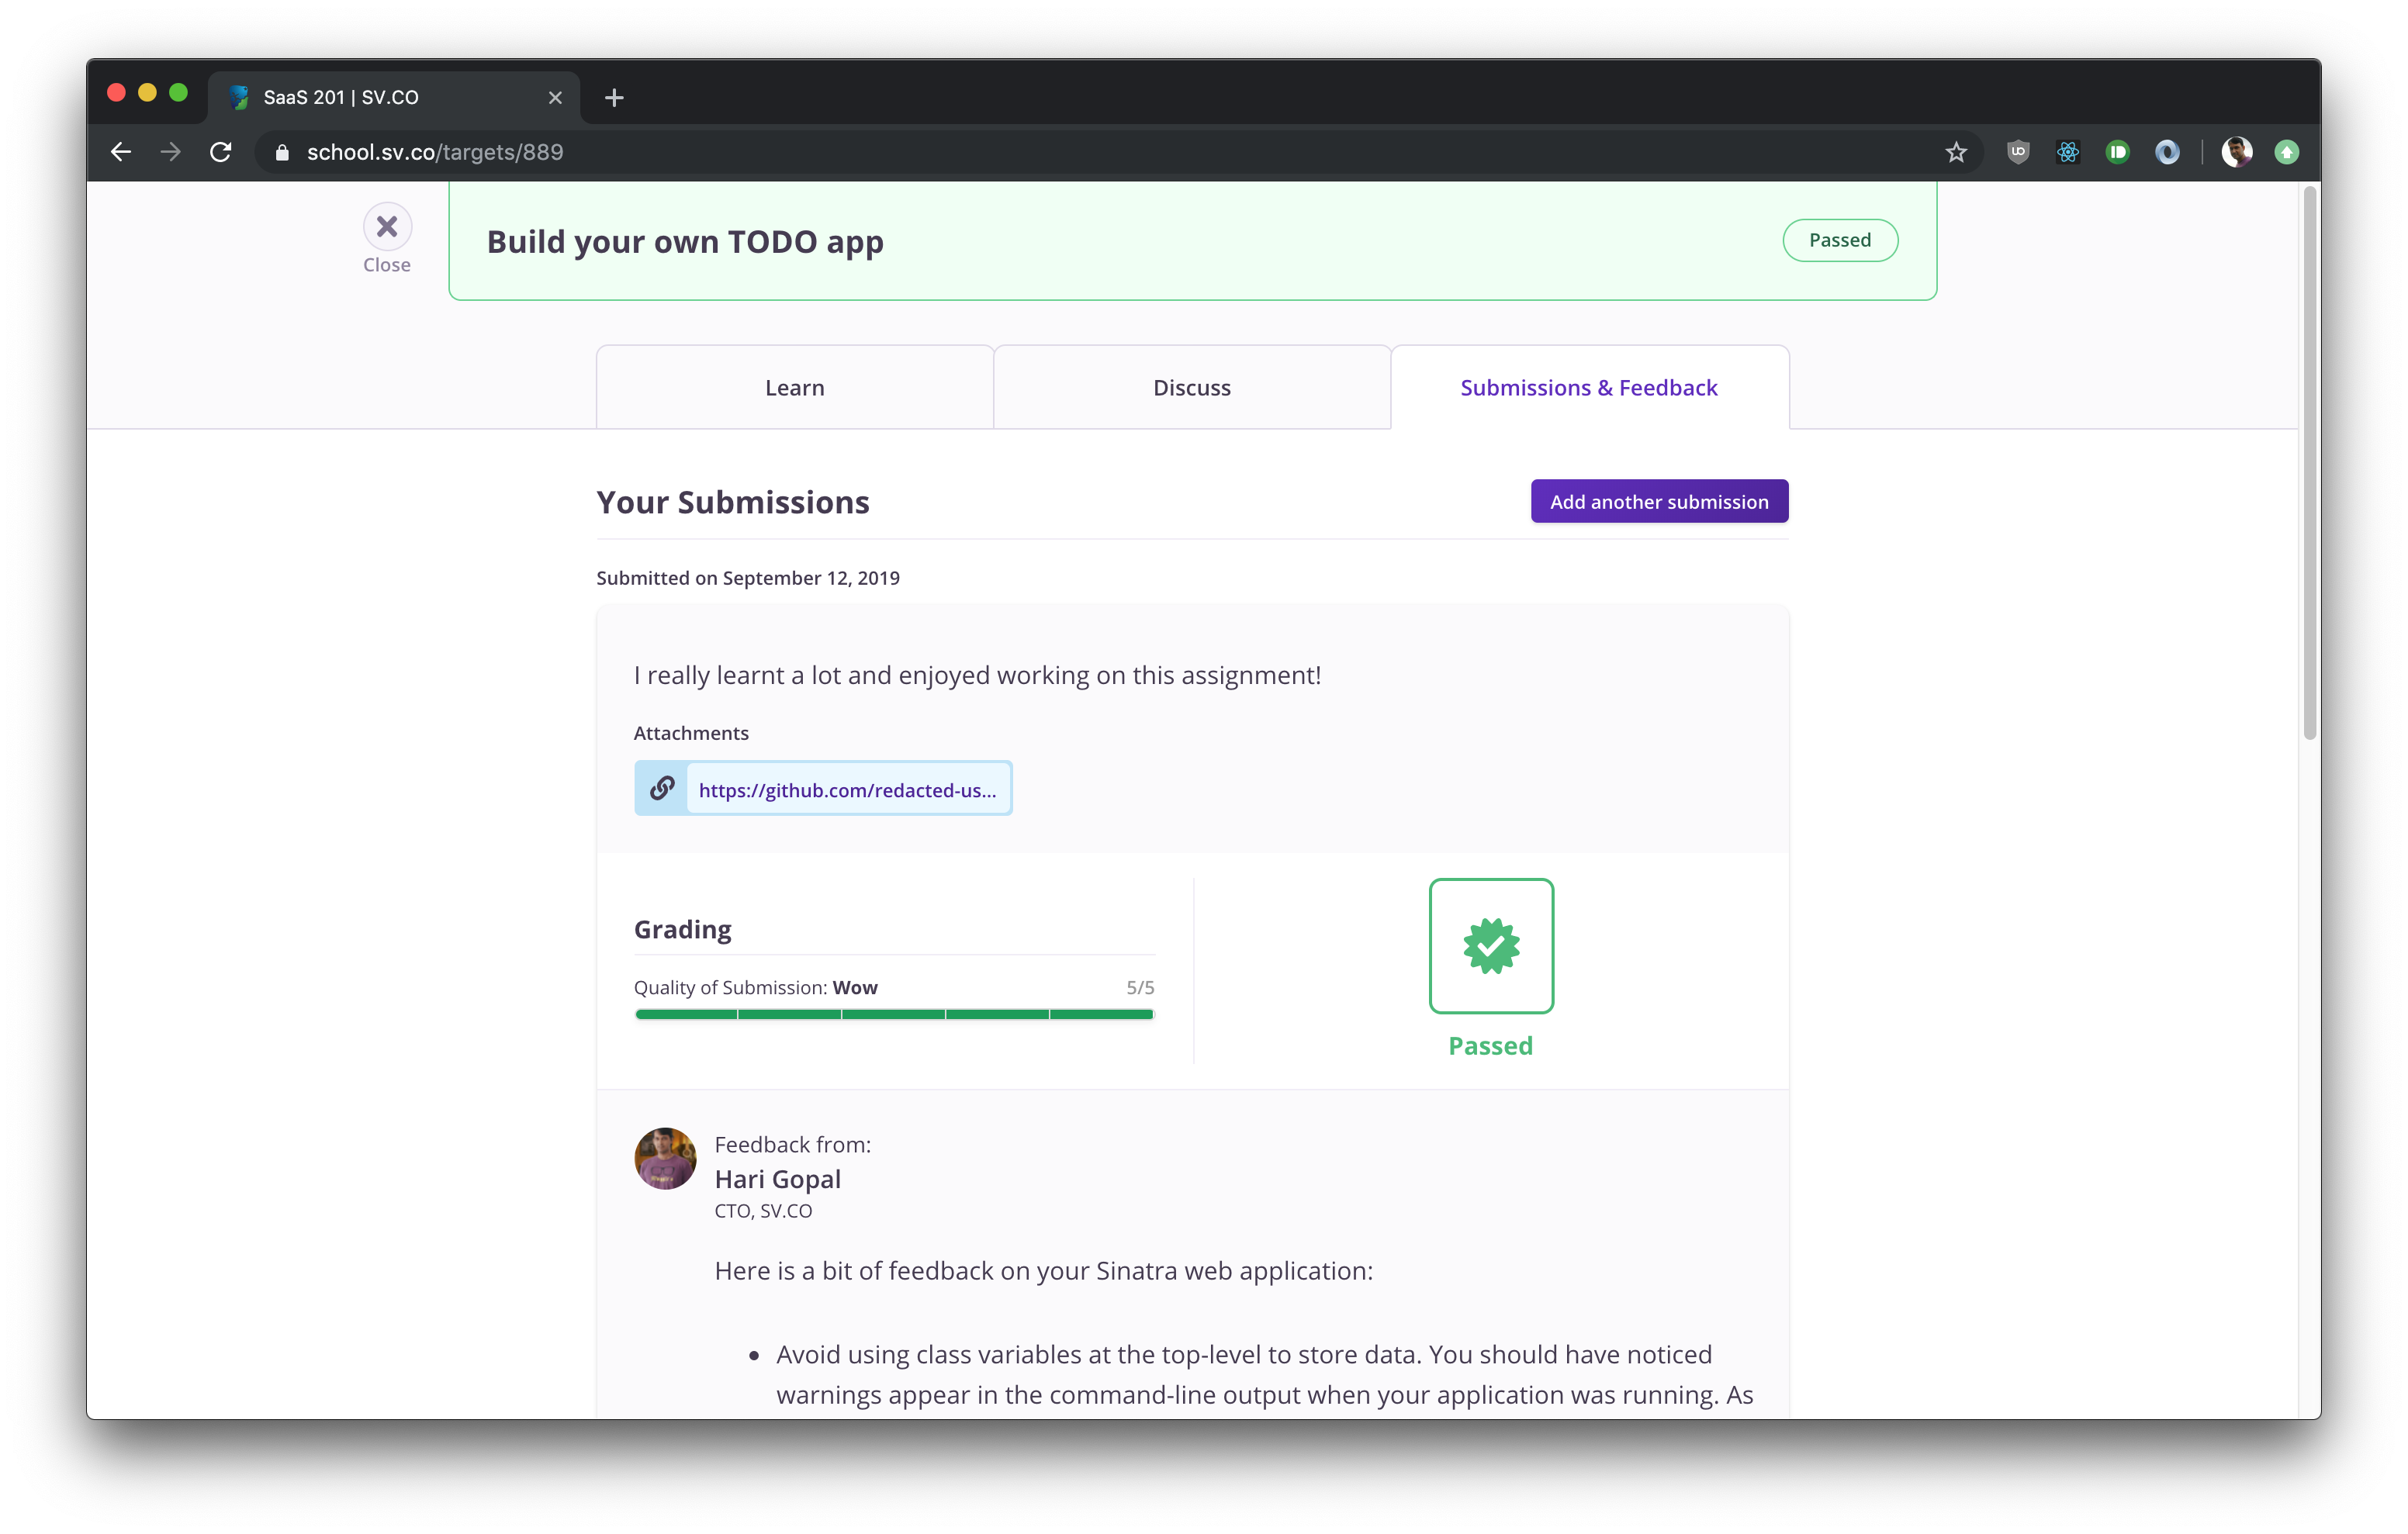 SaaS 201 | SV.CO
school.sv.co/targets/889
Close
Build your own TODO app
Passed
Learn
Discuss
Submissions & Feedback
Your Submissions
Add another submission
Submitted on September 12, 2019
I really learnt a lot and enjoyed working on this assignment!
Attachments
https://github.com/redacted-us...
Grading
Quality of Submission: Wow
5/5
Passed
Feedback from:
Hari Gopal
CTO, SV.CO
Here is a bit of feedback on your Sinatra web application:
• Avoid using class variables at the top-level to store data. You should have noticed
warnings appear in the command-line output when your application was running. As